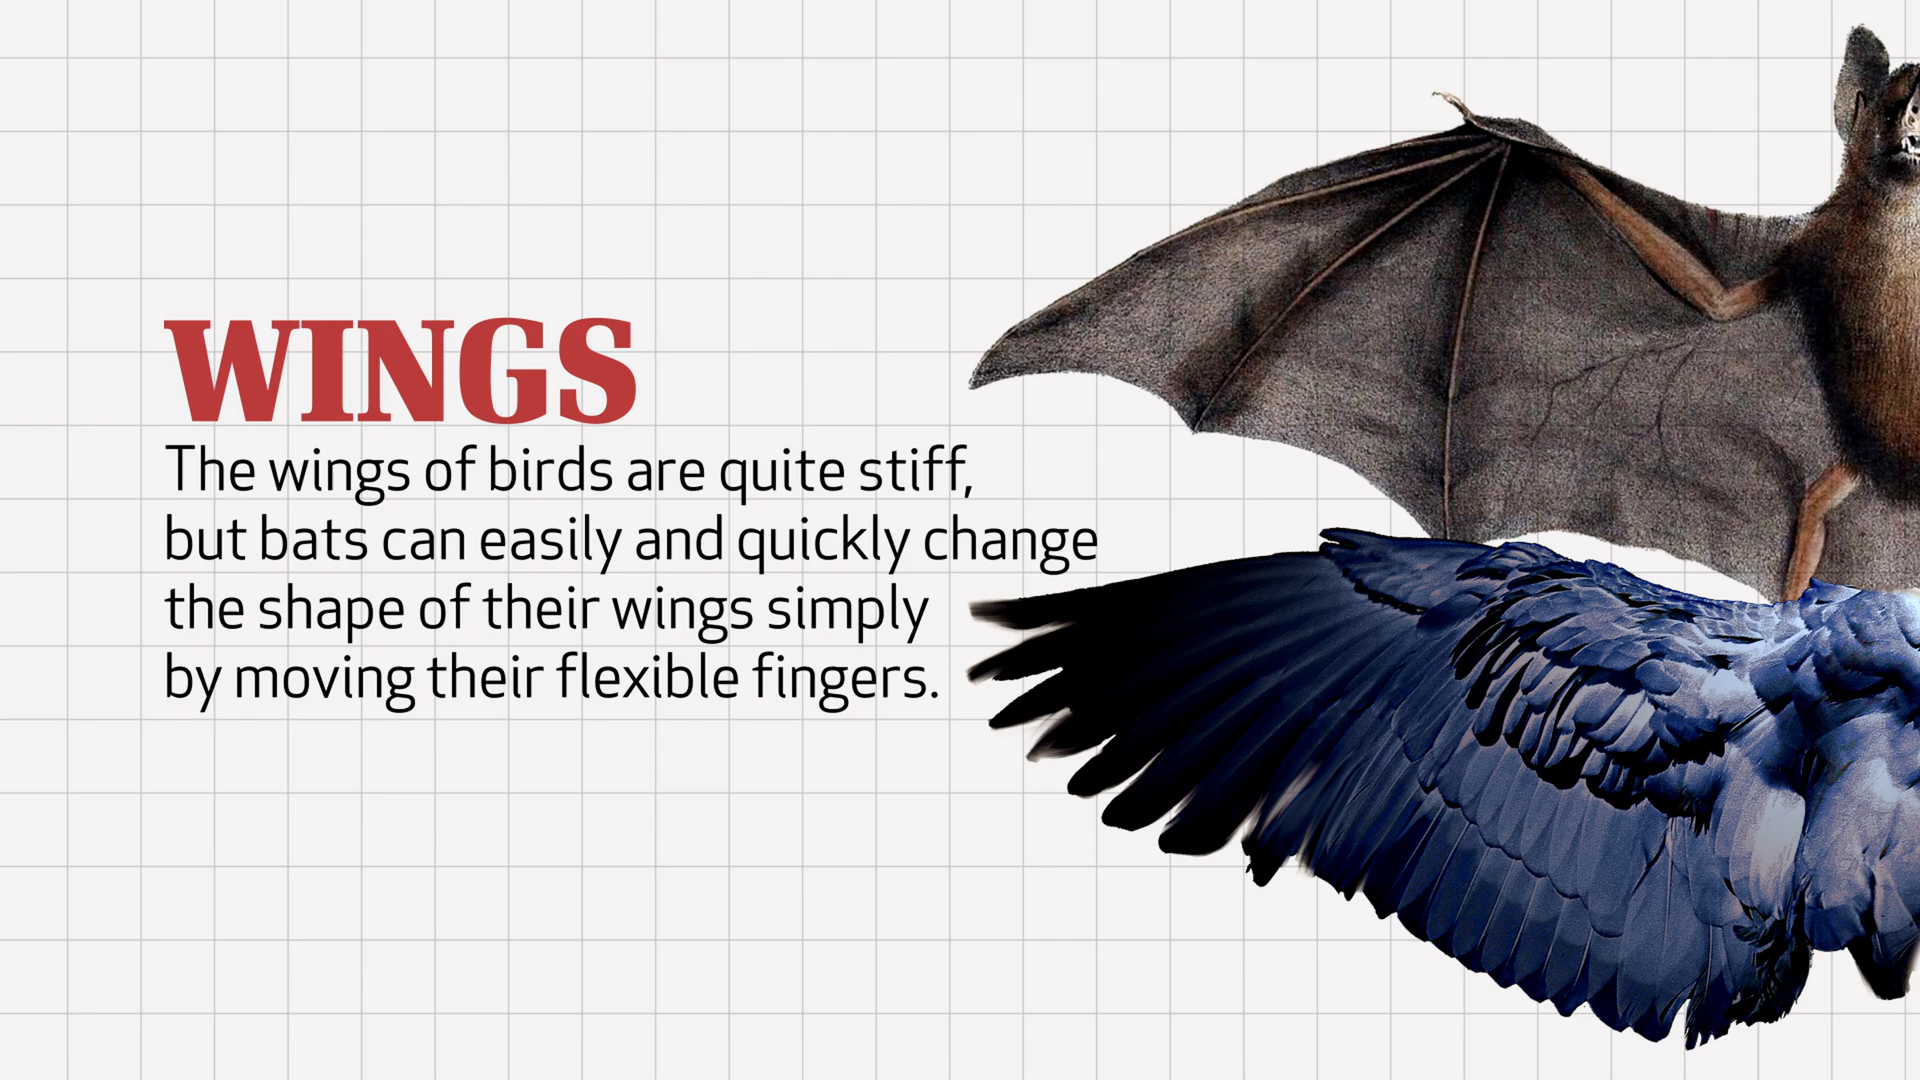 WINGS
The wings of birds are quite stiff,
but bats can easily and quickly change
the shape of their wings simply
by moving their flexible fingers.